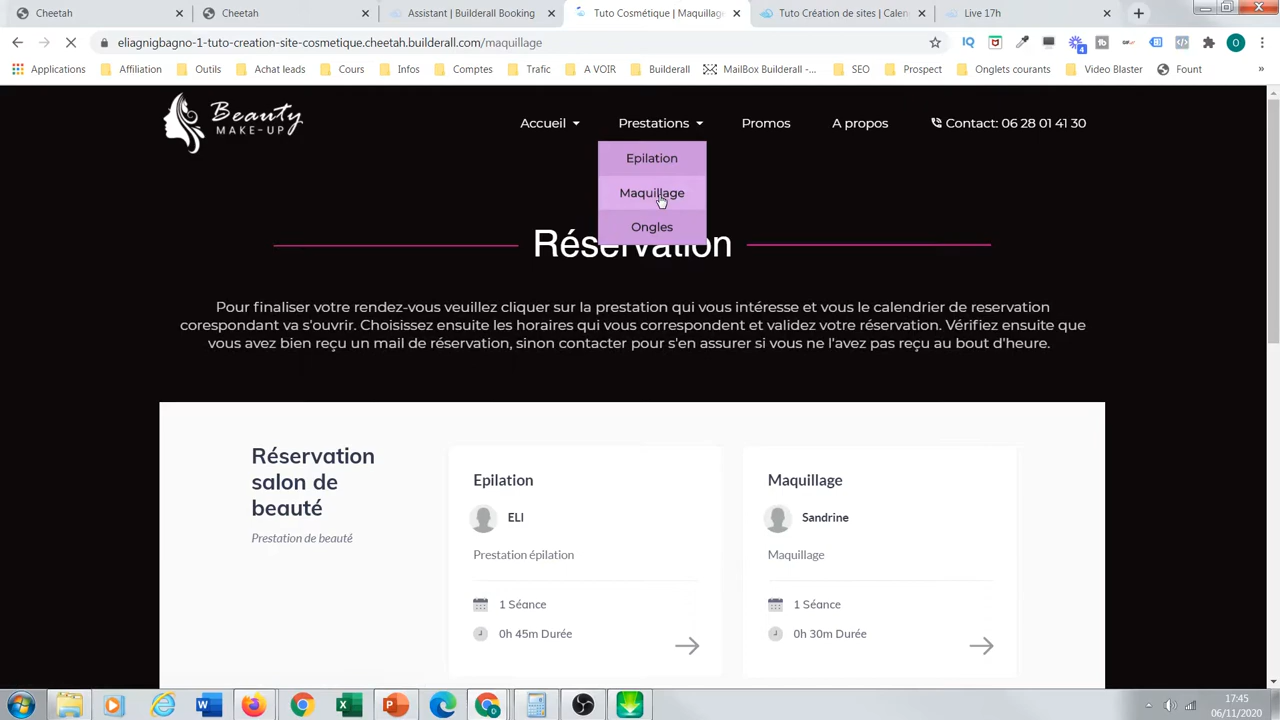 Cheetah
Cheetah
Assistant | Builderall Booking
Tuto Cosmétique | Maquillag
Tuto Création de sites | Calen
Live 17h
eliagnigbagno-1-tuto-creation-site-cosmetique.cheetah.builderall.com/maquillage
O
Applications
Affiliation
Outils
Achat leads
Cours
Infos
Comptes
Trafic
A VOIR
Builderall
MailBox Builderall -...
SEO
Prospect
Onglets courants
Video Blaster
Fount
»
Beauty
MAKE-UP
Accueil
Prestations
Promos
A propos
Contact: 06 28 01 41 30
Epilation
Maquillage
Ongles
Réservation
Pour finaliser votre rendez-vous veuillez cliquer sur la prestation qui vous intéresse et vous le calendrier de reservation
corespondant va s'ouvrir. Choisissez ensuite les horaires qui vous correspondent et validez votre réservation. Vérifiez ensuite que
vous avez bien reçu un mail de réservation, sinon contacter pour s'en assurer si vous ne l'avez pas reçu au bout d'heure.
Réservation
salon de
beauté
Prestation de beauté
Epilation
ELI
Prestation épilation
1 Séance
0h 45m Durée
Maquillage
Sandrine
Maquillage
1 Séance
0h 30m Durée
17:45
06/11/2020